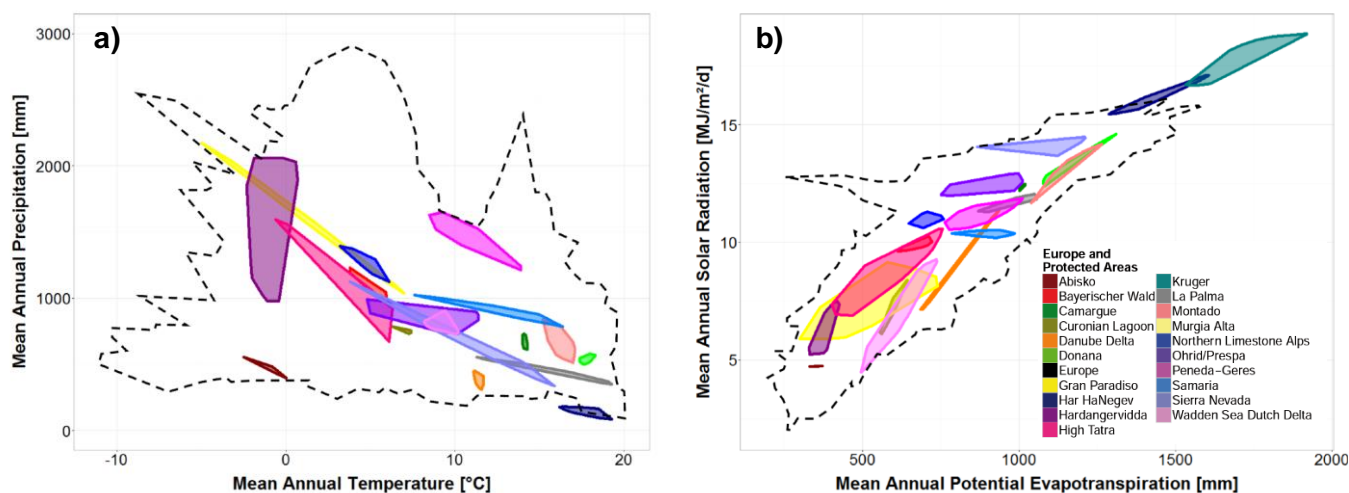 a)
Mean Annual Precipitation [mm]
3000
2000
1000
0
-10
0
10
20
Mean Annual Temperature [°C]
b)
Mean Annual Solar Radiation [MJ/m²/d]
15
10
5
500
1000
1500
2000
Mean Annual Potential Evapotranspiration [mm]
Europe and
Protected Areas
Abisko
Bayerischer Wald
Camargue
Curonian Lagoon
Danube Delta
Donana
Europe
Gran Paradiso
Har HaNegev
Hardangervidda
High Tatra
Kruger
La Palma
Montado
Murgia Alta
Northern Limestone Alps
Ohrid/Prespa
Peneda-Geres
Samaria
Sierra Nevada
Wadden Sea Dutch Delta